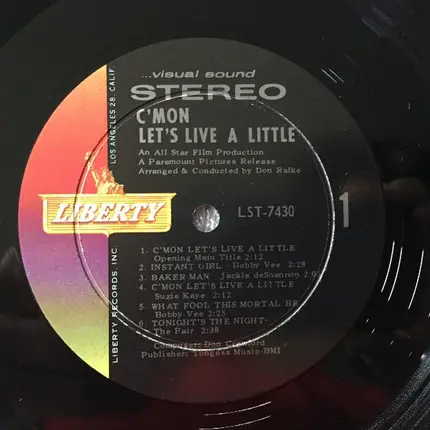 ...visual sound
STEREO
C'MON
LET'S LIVE A LITTLE
An All Star Film Production
A Paramount Pictures Release
Arranged & Conducted by Don Ralke
LIBERTY
LST-7430
1
1. C'MON LET'S LIVE A LITTLE
Opening Main Title 2:12
2. INSTANT GIRL - Bobby Vee 2:28
3. BAKER MAN Jackie deShannon 2:05
4. C'MON LET'S LIVE A LITTLE
Suzie Kaye 2:12
5. WHAT FOOL THIS MORTAL BE
Bobby Vee 2:25
6. TONIGHT'S THE NIGHT-
The Pair 2:38
Composer: Don Crawford
Publisher: Longasa Music-BMI
LIBERTY RECORDS, INC.
LOS ANGELES 28, CALIF.